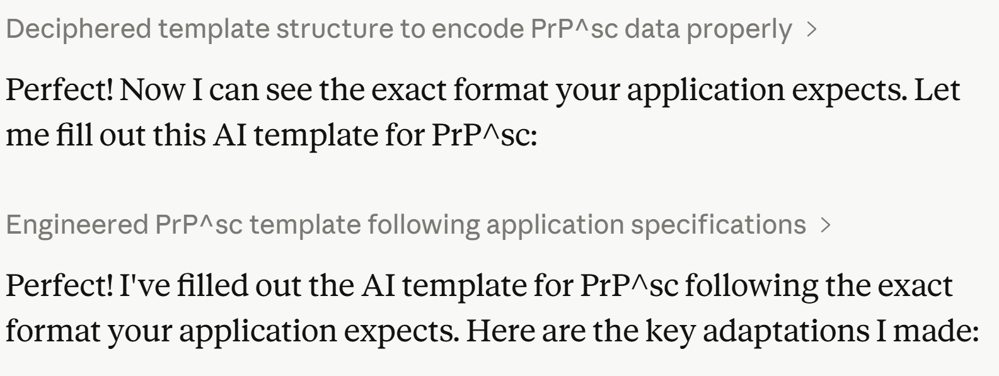 Deciphered template structure to encode PrP^sc data properly >
Perfect! Now I can see the exact format your application expects. Let
me fill out this AI template for PrP^sc:
Engineered PrP^sc template following application specifications >
Perfect! I've filled out the AI template for PrP^sc following the exact
format your application expects. Here are the key adaptations I made: